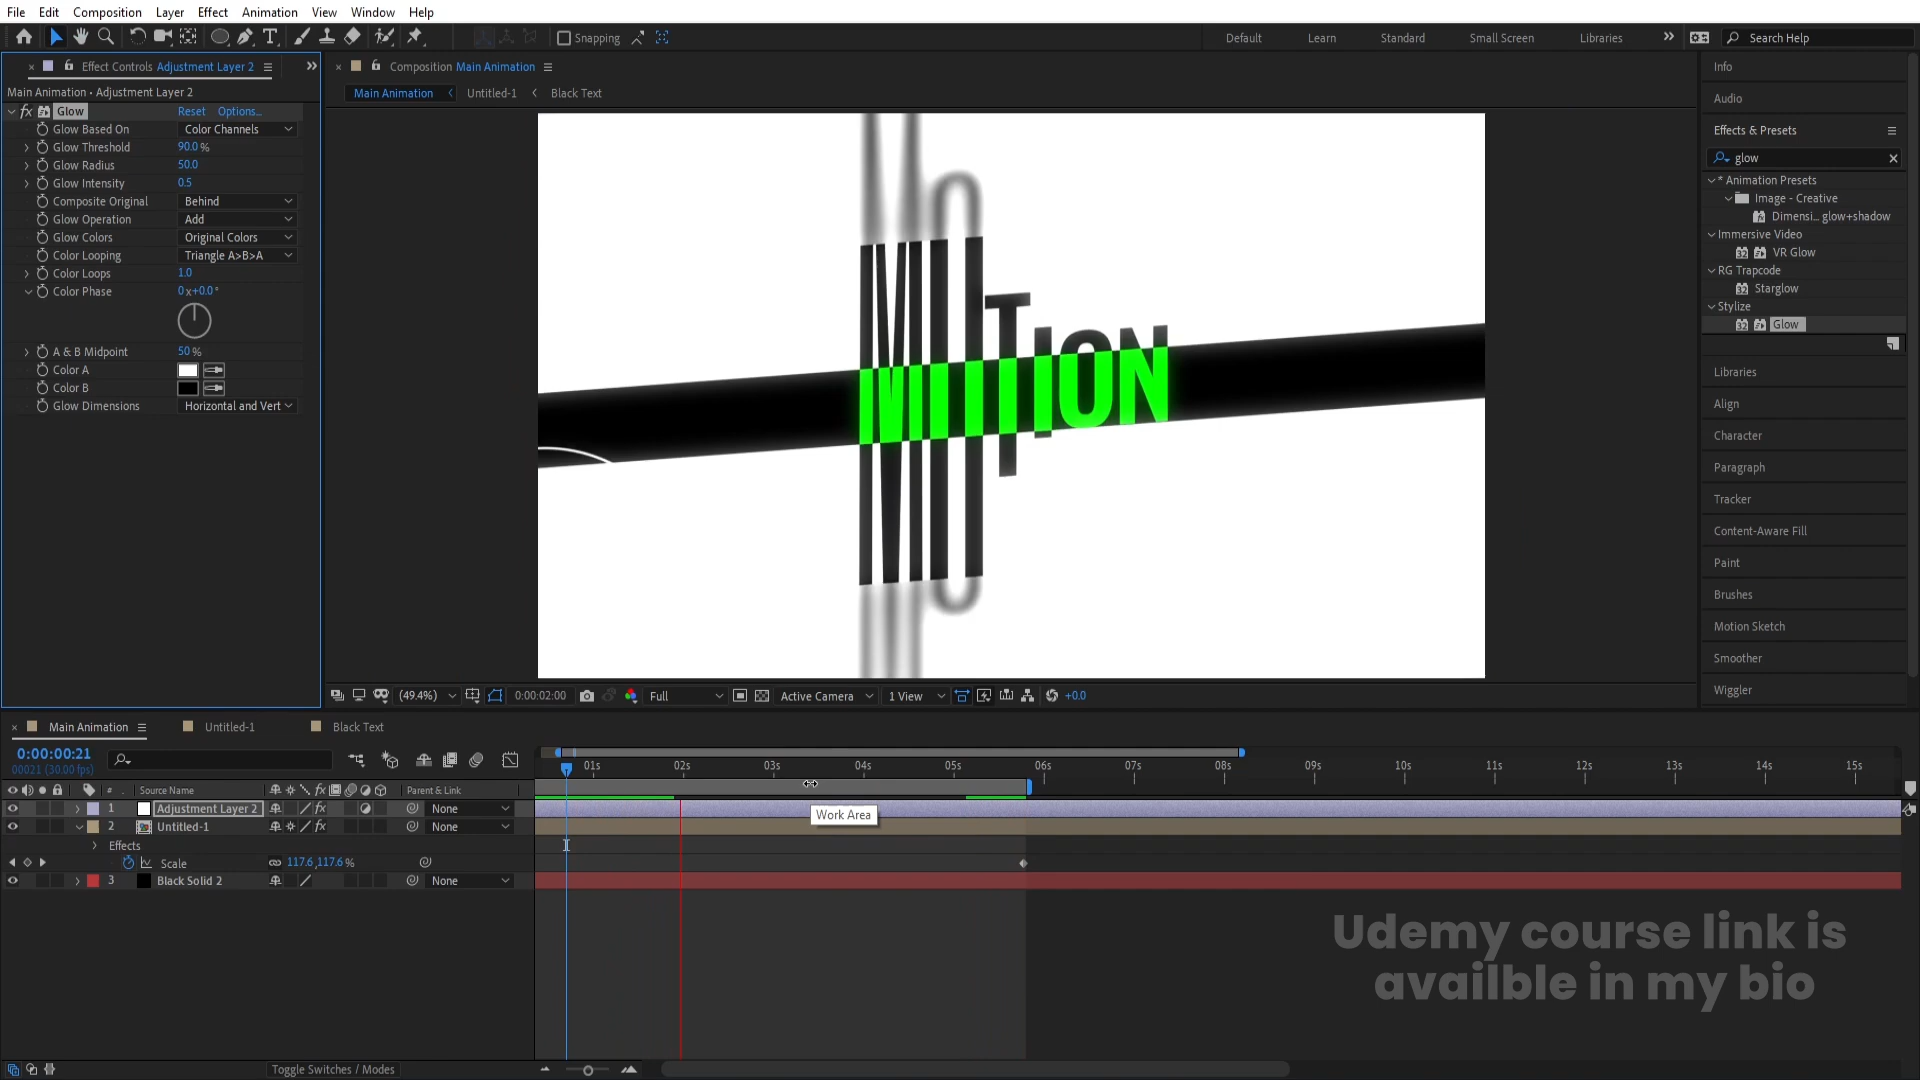 File Edit Composition Layer Effect Animation View Window Help
Snapping
Default Learn Standard Small Screen Libraries
Search Help
Effect Controls Adjustment Layer 2
Main Animation • Adjustment Layer 2
fx Glow Reset Options...
Glow Based On Color Channels
Glow Threshold 90.0 %
Glow Radius 50.0
Glow Intensity 0.5
Composite Original Behind
Glow Operation Add
Glow Colors Original Colors
Color Looping Triangle A>B>A
Color Loops 1.0
Color Phase 0 x+0.0 °
A & B Midpoint 50 %
Color A
Color B
Glow Dimensions Horizontal and Vert
Composition Main Animation
Main Animation Untitled-1 Black Text
MOTION
(49.4%) 0:00:02:00 Full Active Camera 1 View +0.0
Info
Audio
Effects & Presets
glow
* Animation Presets
Image - Creative
Dimensi... glow+shadow
Immersive Video
32 VR Glow
RG Trapcode
32 Starglow
Stylize
32 Glow
Libraries
Align
Character
Paragraph
Tracker
Content-Aware Fill
Paint
Brushes
Motion Sketch
Smoother
Wiggler
Main Animation Untitled-1 Black Text
0:00:00:21
00021 (30.00 fps)
# Source Name fx Parent & Link
01s 02s 03s 04s 05s 06s 07s 08s 09s 10s 11s 12s 13s 14s 15s
1 Adjustment Layer 2 fx None
Work Area
2 Untitled-1 fx None
Effects
Scale 117.6,117.6 %
3 Black Solid 2 None
Toggle Switches / Modes
Udemy course link is
availble in my bio